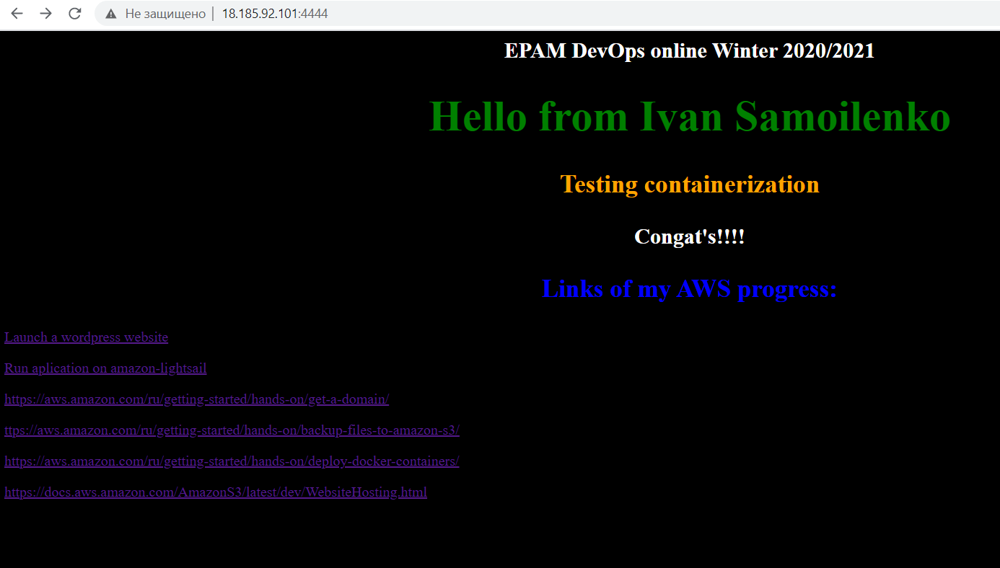 Не защищено | 18.185.92.101:4444
EPAM DevOps online Winter 2020/2021
Hello from Ivan Samoilenko
Testing containerization
Congat's!!!!
Links of my AWS progress:
Launch a wordpress website
Run aplication on amazon-lightsail
https://aws.amazon.com/ru/getting-started/hands-on/get-a-domain/
ttps://aws.amazon.com/ru/getting-started/hands-on/backup-files-to-amazon-s3/
https://aws.amazon.com/ru/getting-started/hands-on/deploy-docker-containers/
https://docs.aws.amazon.com/AmazonS3/latest/dev/WebsiteHosting.html